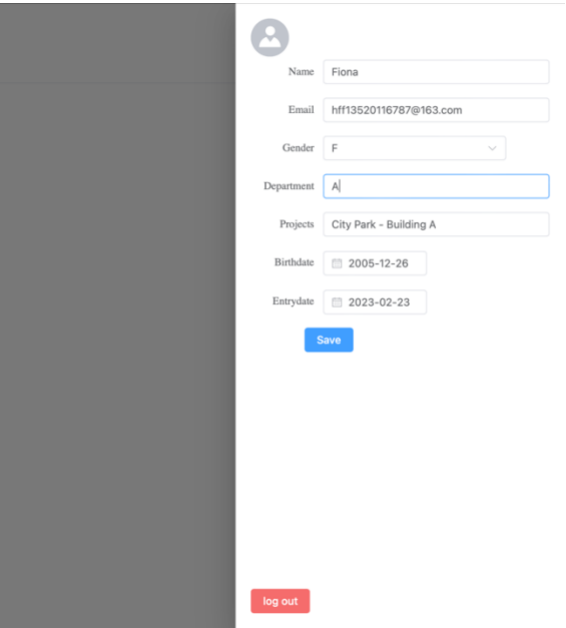 Name Fiona
Email hff13520116787@163.com
Gender F
Department A
Projects City Park - Building A
Birthdate 2005-12-26
Entrydate 2023-02-23
Save
log out